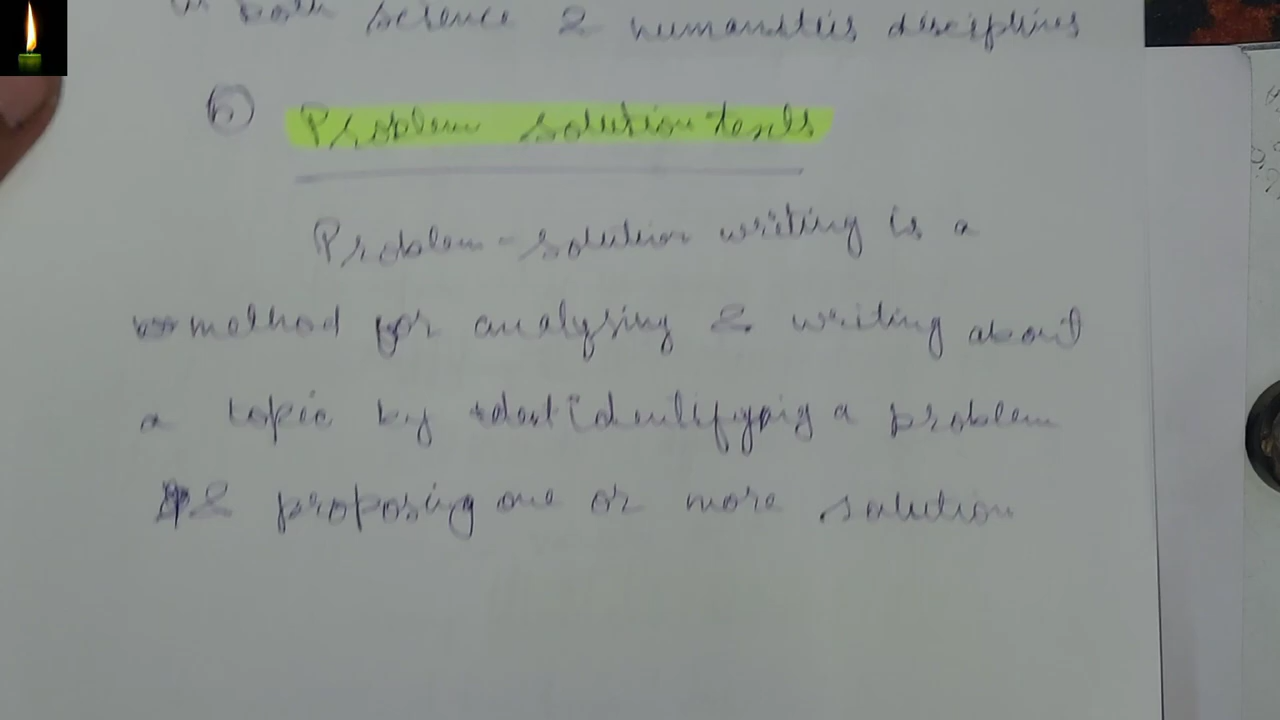 in both science & humanities disciplines
6) Problem solution texts
Problem-solution writing is a
method for analysing & writing about
a topic by identifying a problem
& proposing one or more solution